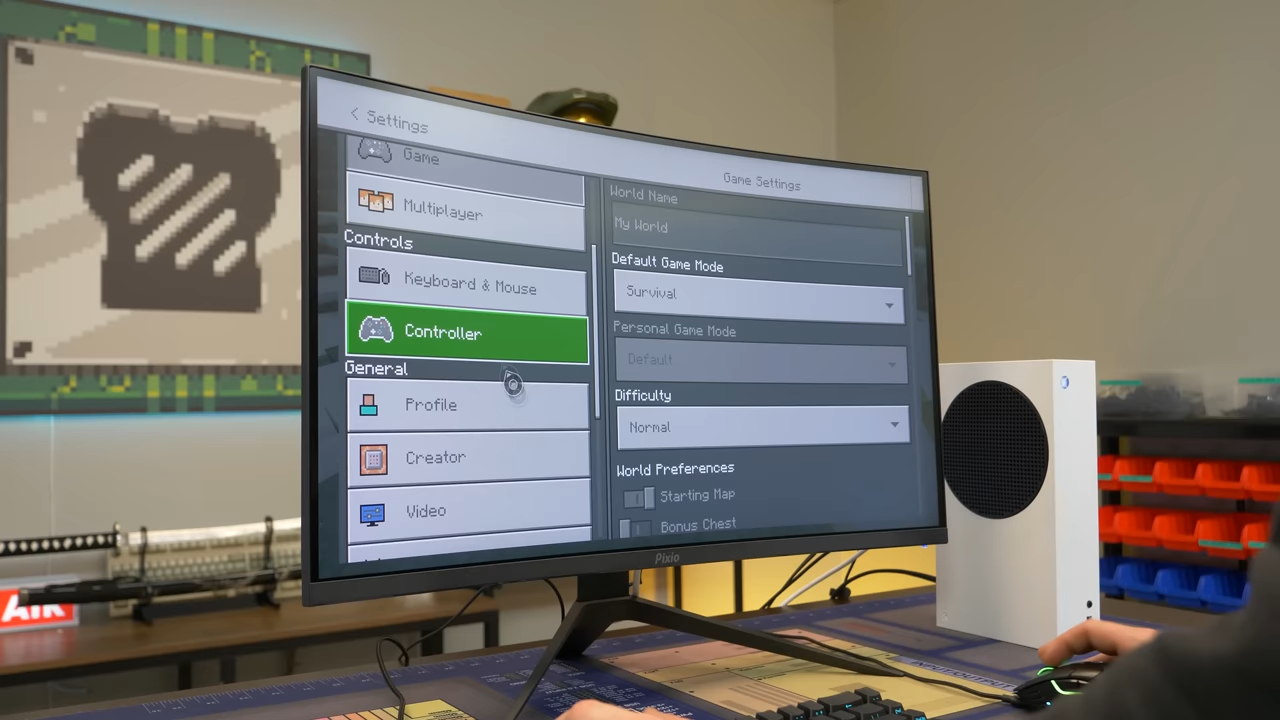 Settings
Game Settings
Game
Multiplayer
Controls
Keyboard & Mouse
Controller
General
Profile
Creator
Video
World Name
My World
Default Game Mode
Survival
Personal Game Mode
Default
Difficulty
Normal
World Preferences
Starting Map
Bonus Chest
Pixio